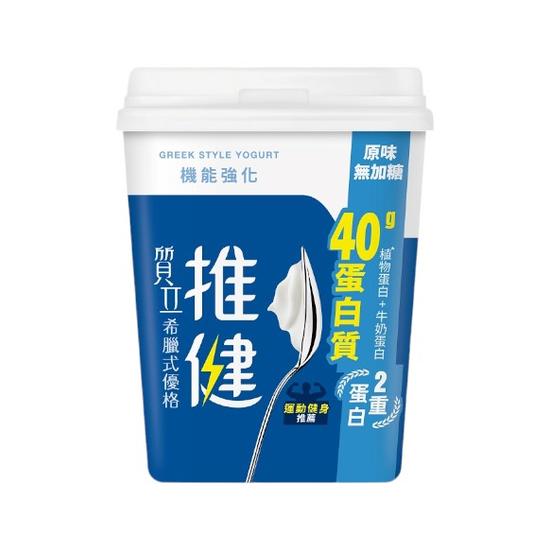 GREEK STYLE YOGURT
機能強化
原味
無加糖
質立
希臘式優格
推健
40g
蛋白質
植物蛋白+牛奶蛋白
2重
蛋白
運動健身
推薦